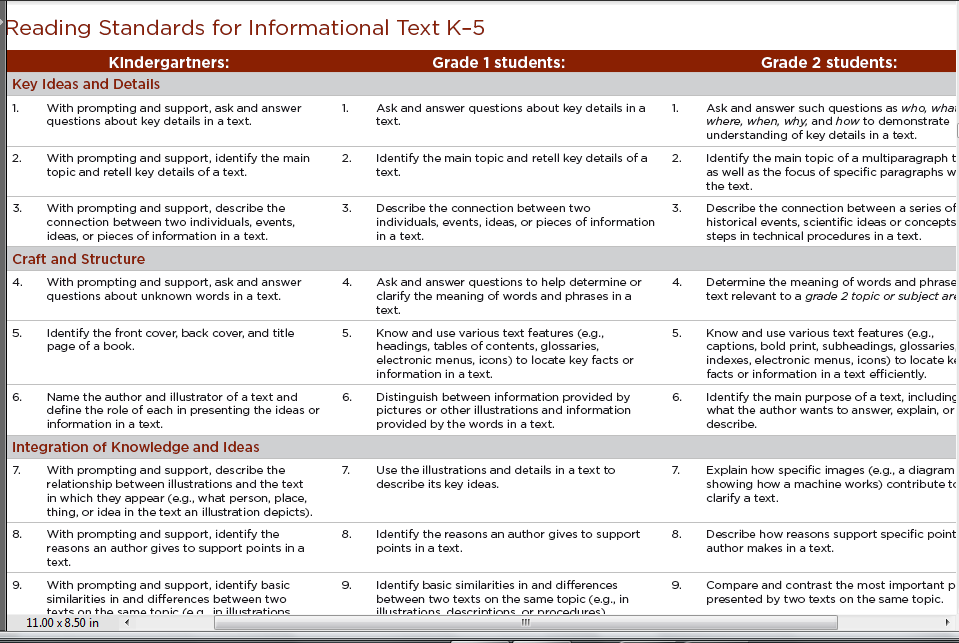 Reading Standards for Informational Text K–5
KIndergartners:
Grade 1 students:
Grade 2 students:
Key Ideas and Details
1. With prompting and support, ask and answer
questions about key details in a text.
1. Ask and answer questions about key details in a
text.
1. Ask and answer such questions as who, what
where, when, why, and how to demonstrate
understanding of key details in a text.
2. With prompting and support, identify the main
topic and retell key details of a text.
2. Identify the main topic and retell key details of a
text.
2. Identify the main topic of a multiparagraph
as well as the focus of specific paragraphs
the text.
3. With prompting and support, describe the
connection between two individuals, events,
ideas, or pieces of information in a text.
3. Describe the connection between two
individuals, events, ideas, or pieces of information
in a text.
3. Describe the connection between a series of
historical events, scientific ideas or concepts
steps in technical procedures in a text.
Craft and Structure
4. With prompting and support, ask and answer
questions about unknown words in a text.
4. Ask and answer questions to help determine or
clarify the meaning of words and phrases in a
text.
4. Determine the meaning of words and phrase
text relevant to a grade 2 topic or subject
5. Identify the front cover, back cover, and title
page of a book.
5. Know and use various text features (e.g.,
headings, tables of contents, glossaries,
electronic menus, icons) to locate key facts or
information in a text.
5. Know and use various text features (e.g.,
captions, bold print, subheadings, glossaries,
indexes, electronic menus, icons) to locate
facts or information in a text efficiently.
6. Name the author and illustrator of a text and
define the role of each in presenting the ideas or
information in a text.
6. Distinguish between information provided by
pictures or other illustrations and information
provided by the words in a text.
6. Identify the main purpose of a text, including
what the author wants to answer, explain, or
describe.
Integration of Knowledge and Ideas
7. With prompting and support, describe the
relationship between illustrations and the text
in which they appear (e.g., what person, place,
thing, or idea in the text an illustration depicts).
7. Use the illustrations and details in a text to
describe its key ideas.
7. Explain how specific images (e.g., a diagram
showing how a machine works) contribute to
clarify a text.
8. With prompting and support, identify the
reasons an author gives to support points in a
text.
8. Identify the reasons an author gives to support
points in a text.
8. Describe how reasons support specific point
author makes in a text.
9. With prompting and support, identify basic
similarities in and differences between two
texts on the same topic (e.g., in illustrations,
9. Identify basic similarities in and differences
between two texts on the same topic (e.g., in
illustrations, descriptions, or procedures).
9. Compare and contrast the most important
presented by two texts on the same topic.
11.00 x 8.50 in